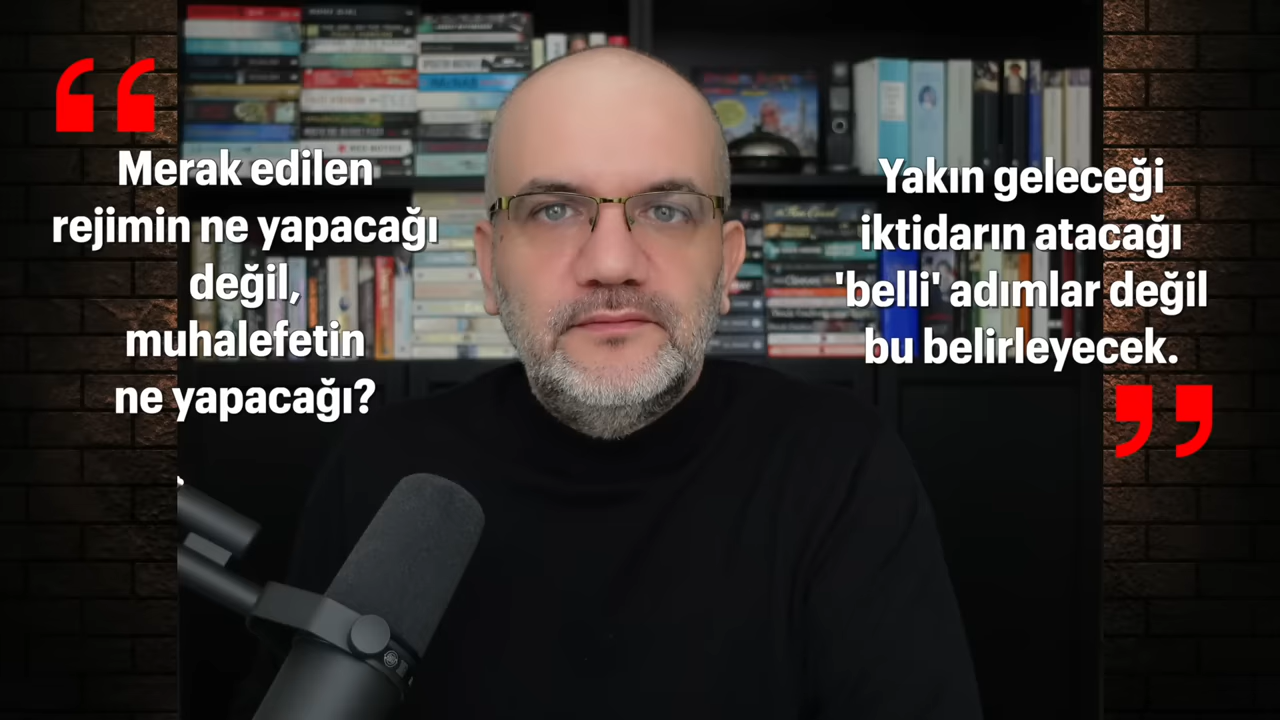 Merak edilen
rejimin ne yapacağı
değil,
muhalefetin
ne yapacağı?
Yakın geleceği
iktidarın atacağı
'belli' adımlar değil
bu belirleyecek.